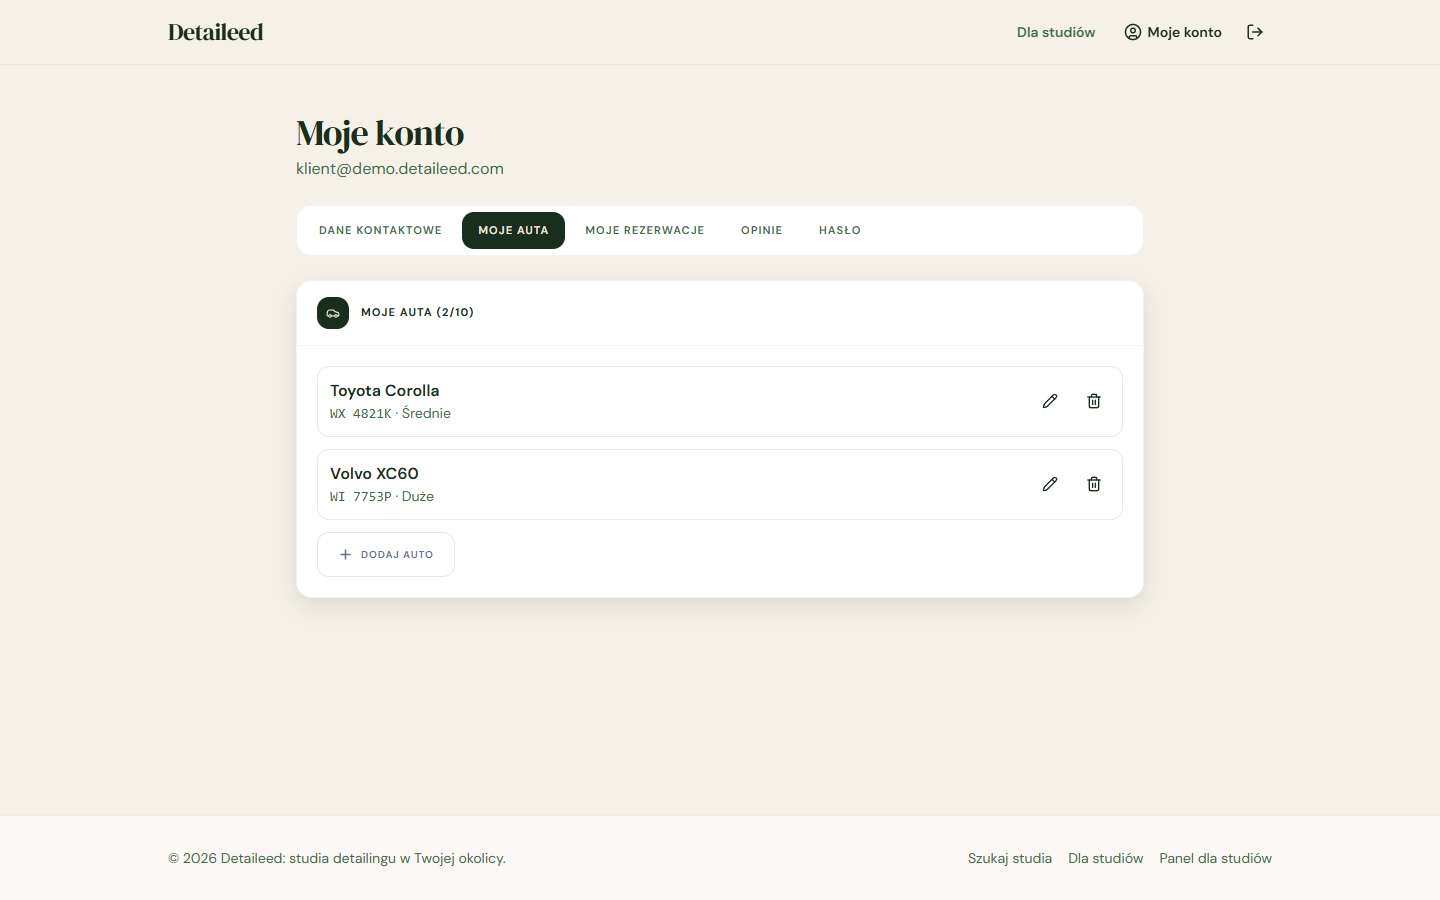 Detaileed
Dla studiów
Moje konto
Moje konto
klient@demo.detaileed.com
DANE KONTAKTOWE
MOJE AUTA
MOJE REZERWACJE
OPINIE
HASŁO
MOJE AUTA (2/10)
Toyota Corolla
WX 4821K · Średnie
Volvo XC60
WI 7753P · Duże
DODAJ AUTO
© 2026 Detaileed: studia detailingu w Twojej okolicy.
Szukaj studia
Dla studiów
Panel dla studiów